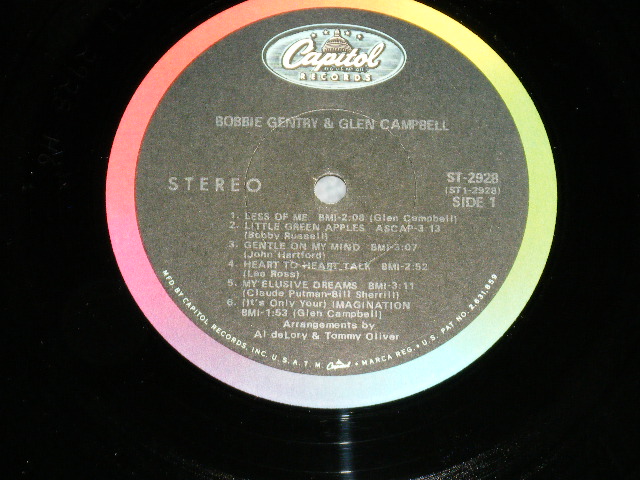 Capitol
RECORDS
BOBBIE GENTRY & GLEN CAMPBELL
STEREO
ST-2928
(ST1-2928)
SIDE 1
1. LESS OF ME BMI-2:08 (Glen Campbell)
2. LITTLE GREEN APPLES ASCAP-3:13
(Bobby Russell)
3. GENTLE ON MY MIND BMI-3:07
(John Hartford)
4. HEART TO HEART TALK BMI-2:52
(Lee Ross)
5. MY ELUSIVE DREAMS BMI-3:11
(Claude Putman-Bill Sherrill)
6. (It's Only Your) IMAGINATION
BMI-1:53 (Glen Campbell)
Arrangements by
Al deLory & Tommy Oliver
MFD. BY CAPITOL RECORDS, INC. U.S.A. T.M. Capitol • MARCA REG. • U.S. PAT. NO. 2,631,859